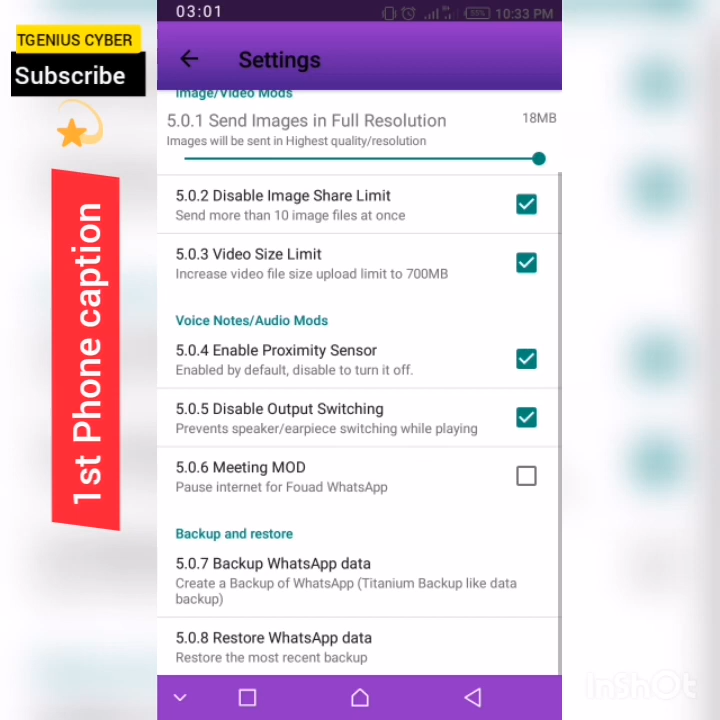 TGENIUS CYBER
Subscribe
1st Phone caption
03:01
55%
10:33 PM
Settings
Image/Video Mods
5.0.1 Send Images in Full Resolution
18MB
Images will be sent in Highest quality/resolution
5.0.2 Disable Image Share Limit
Send more than 10 image files at once
5.0.3 Video Size Limit
Increase video file size upload limit to 700MB
Voice Notes/Audio Mods
5.0.4 Enable Proximity Sensor
Enabled by default, disable to turn it off.
5.0.5 Disable Output Switching
Prevents speaker/earpiece switching while playing
5.0.6 Meeting MOD
Pause internet for Fouad WhatsApp
Backup and restore
5.0.7 Backup WhatsApp data
Create a Backup of WhatsApp (Titanium Backup like data
backup)
5.0.8 Restore WhatsApp data
Restore the most recent backup
InShOt